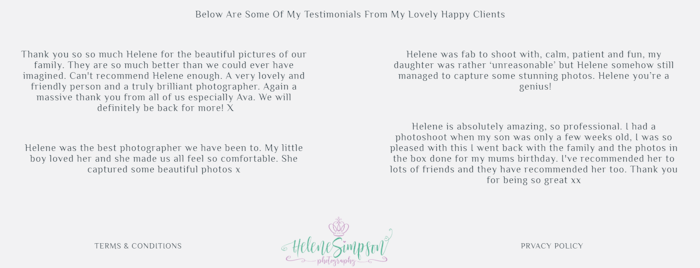 Below Are Some Of My Testimonials From My Lovely Happy Clients
Thank you so so much Helene for the beautiful pictures of our
family. They are so much better than we could ever have
imagined. Can't recommend Helene enough. A very lovely and
friendly person and a truly brilliant photographer. Again a
massive thank you from all of us especially Ava. We will
definitely be back for more! X
Helene was the best photographer we have been to. My little
boy loved her and she made us all feel so comfortable. She
captured some beautiful photos x
Helene was fab to shoot with, calm, patient and fun, my
daughter was rather ‘unreasonable’ but Helene somehow still
managed to capture some stunning photos. Helene you’re a
genius!
Helene is absolutely amazing, so professional. I had a
photoshoot when my son was only a few weeks old, I was so
pleased with this I went back with the family and the photos in
the box done for my mums birthday. I've recommended her to
lots of friends and they have recommended her too. Thank you
for being so great xx
TERMS & CONDITIONS
HeleneSimpson
photography
PRVACY POLICY